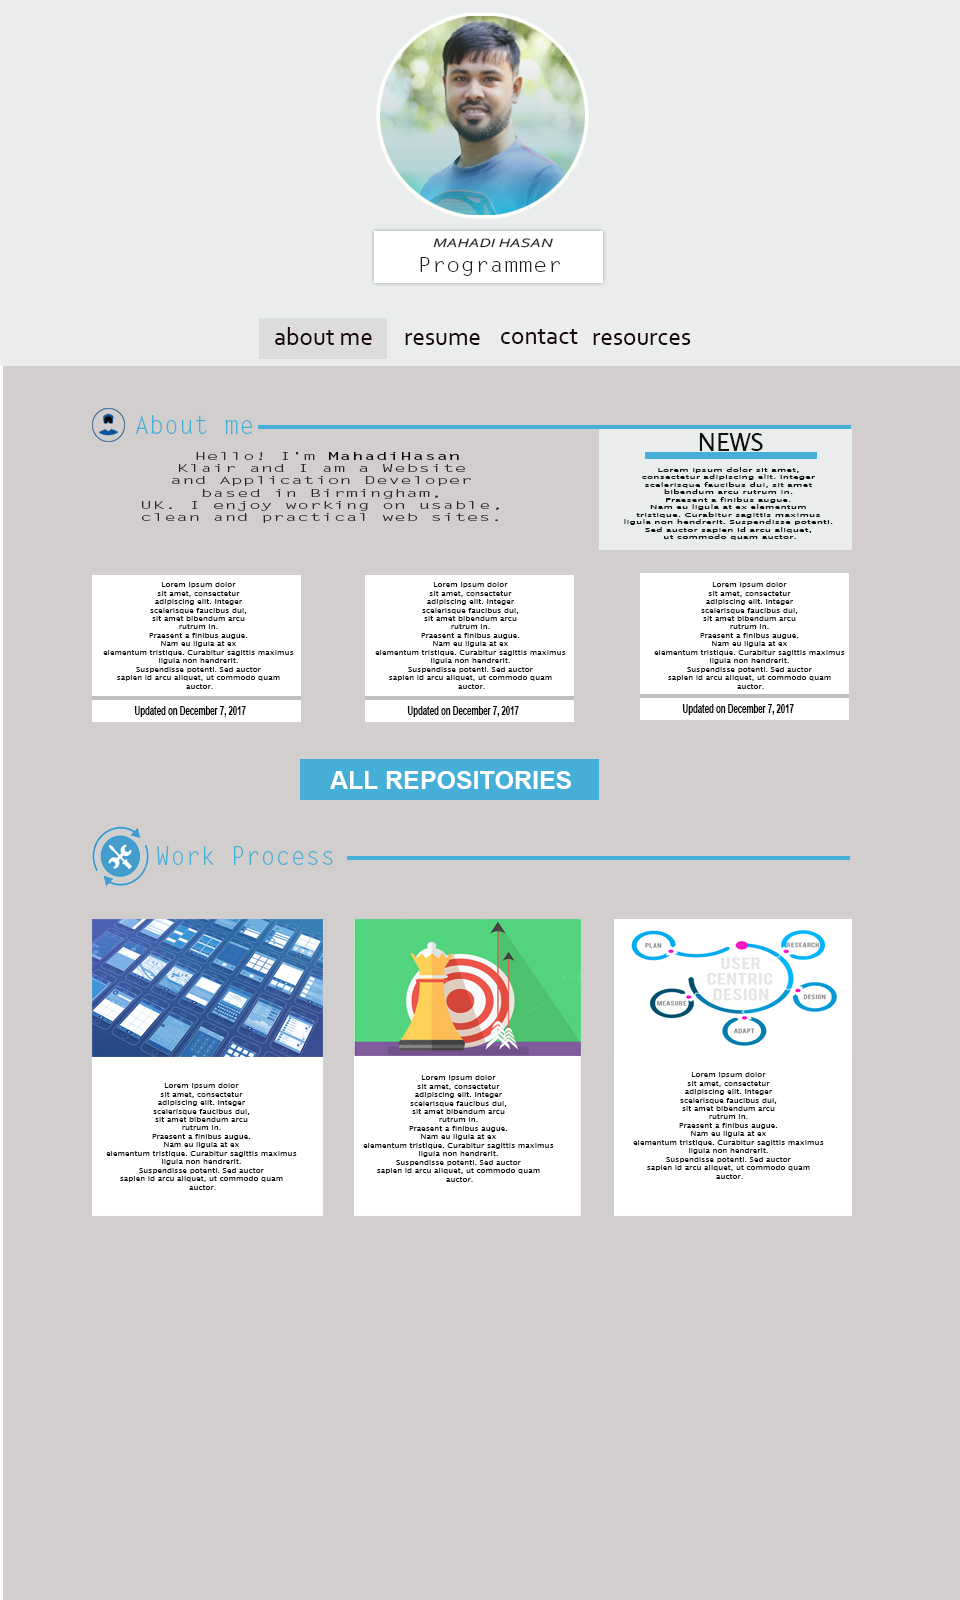 MAHADI HASAN
Programmer
about me
resume
contact
resources
About me
Hello! I'm MahadiHasan
Klair and I am a Website
and Application Developer
based in Birmingham,
UK. I enjoy working on usable,
clean and practical web sites.
NEWS
Lorem ipsum dolor sit amet,
consectetur adipiscing elit. Integer
scelerisque faucibus dui, sit amet
bibendum arcu rutrum in.
Praesent a finibus augue.
Nam eu ligula at ex elementum
tristique. Curabitur sagittis maximus
ligula non hendrerit. Suspendisse potenti.
Sed auctor sapien id arcu aliquet,
ut commodo quam auctor.
Lorem ipsum dolor
sit amet, consectetur
adipiscing elit. Integer
scelerisque faucibus dui,
sit amet bibendum arcu
rutrum in.
Praesent a finibus augue.
Nam eu ligula at ex
elementum tristique. Curabitur sagittis maximus
ligula non hendrerit.
Suspendisse potenti. Sed auctor
sapien id arcu aliquet, ut commodo quam
auctor.
Updated on December 7, 2017
Lorem ipsum dolor
sit amet, consectetur
adipiscing elit. Integer
scelerisque faucibus dui,
sit amet bibendum arcu
rutrum in.
Praesent a finibus augue.
Nam eu ligula at ex
elementum tristique. Curabitur sagittis maximus
ligula non hendrerit.
Suspendisse potenti. Sed auctor
sapien id arcu aliquet, ut commodo quam
auctor.
Updated on December 7, 2017
Lorem ipsum dolor
sit amet, consectetur
adipiscing elit. Integer
scelerisque faucibus dui,
sit amet bibendum arcu
rutrum in.
Praesent a finibus augue.
Nam eu ligula at ex
elementum tristique. Curabitur sagittis maximus
ligula non hendrerit.
Suspendisse potenti. Sed auctor
sapien id arcu aliquet, ut commodo quam
auctor.
Updated on December 7, 2017
ALL REPOSITORIES
Work Process
Lorem ipsum dolor
sit amet, consectetur
adipiscing elit. Integer
scelerisque faucibus dui,
sit amet bibendum arcu
rutrum in.
Praesent a finibus augue.
Nam eu ligula at ex
elementum tristique. Curabitur sagittis maximus
ligula non hendrerit.
Suspendisse potenti. Sed auctor
sapien id arcu aliquet, ut commodo quam
auctor.
Lorem ipsum dolor
sit amet, consectetur
adipiscing elit. Integer
scelerisque faucibus dui,
sit amet bibendum arcu
rutrum in.
Praesent a finibus augue.
Nam eu ligula at ex
elementum tristique. Curabitur sagittis maximus
ligula non hendrerit.
Suspendisse potenti. Sed auctor
sapien id arcu aliquet, ut commodo quam
auctor.
PLAN
RESEARCH
USER
CENTRIC
DESIGN
MEASURE
DESIGN
ADAPT
Lorem ipsum dolor
sit amet, consectetur
adipiscing elit. Integer
scelerisque faucibus dui,
sit amet bibendum arcu
rutrum in.
Praesent a finibus augue.
Nam eu ligula at ex
elementum tristique. Curabitur sagittis maximus
ligula non hendrerit.
Suspendisse potenti. Sed auctor
sapien id arcu aliquet, ut commodo quam
auctor.